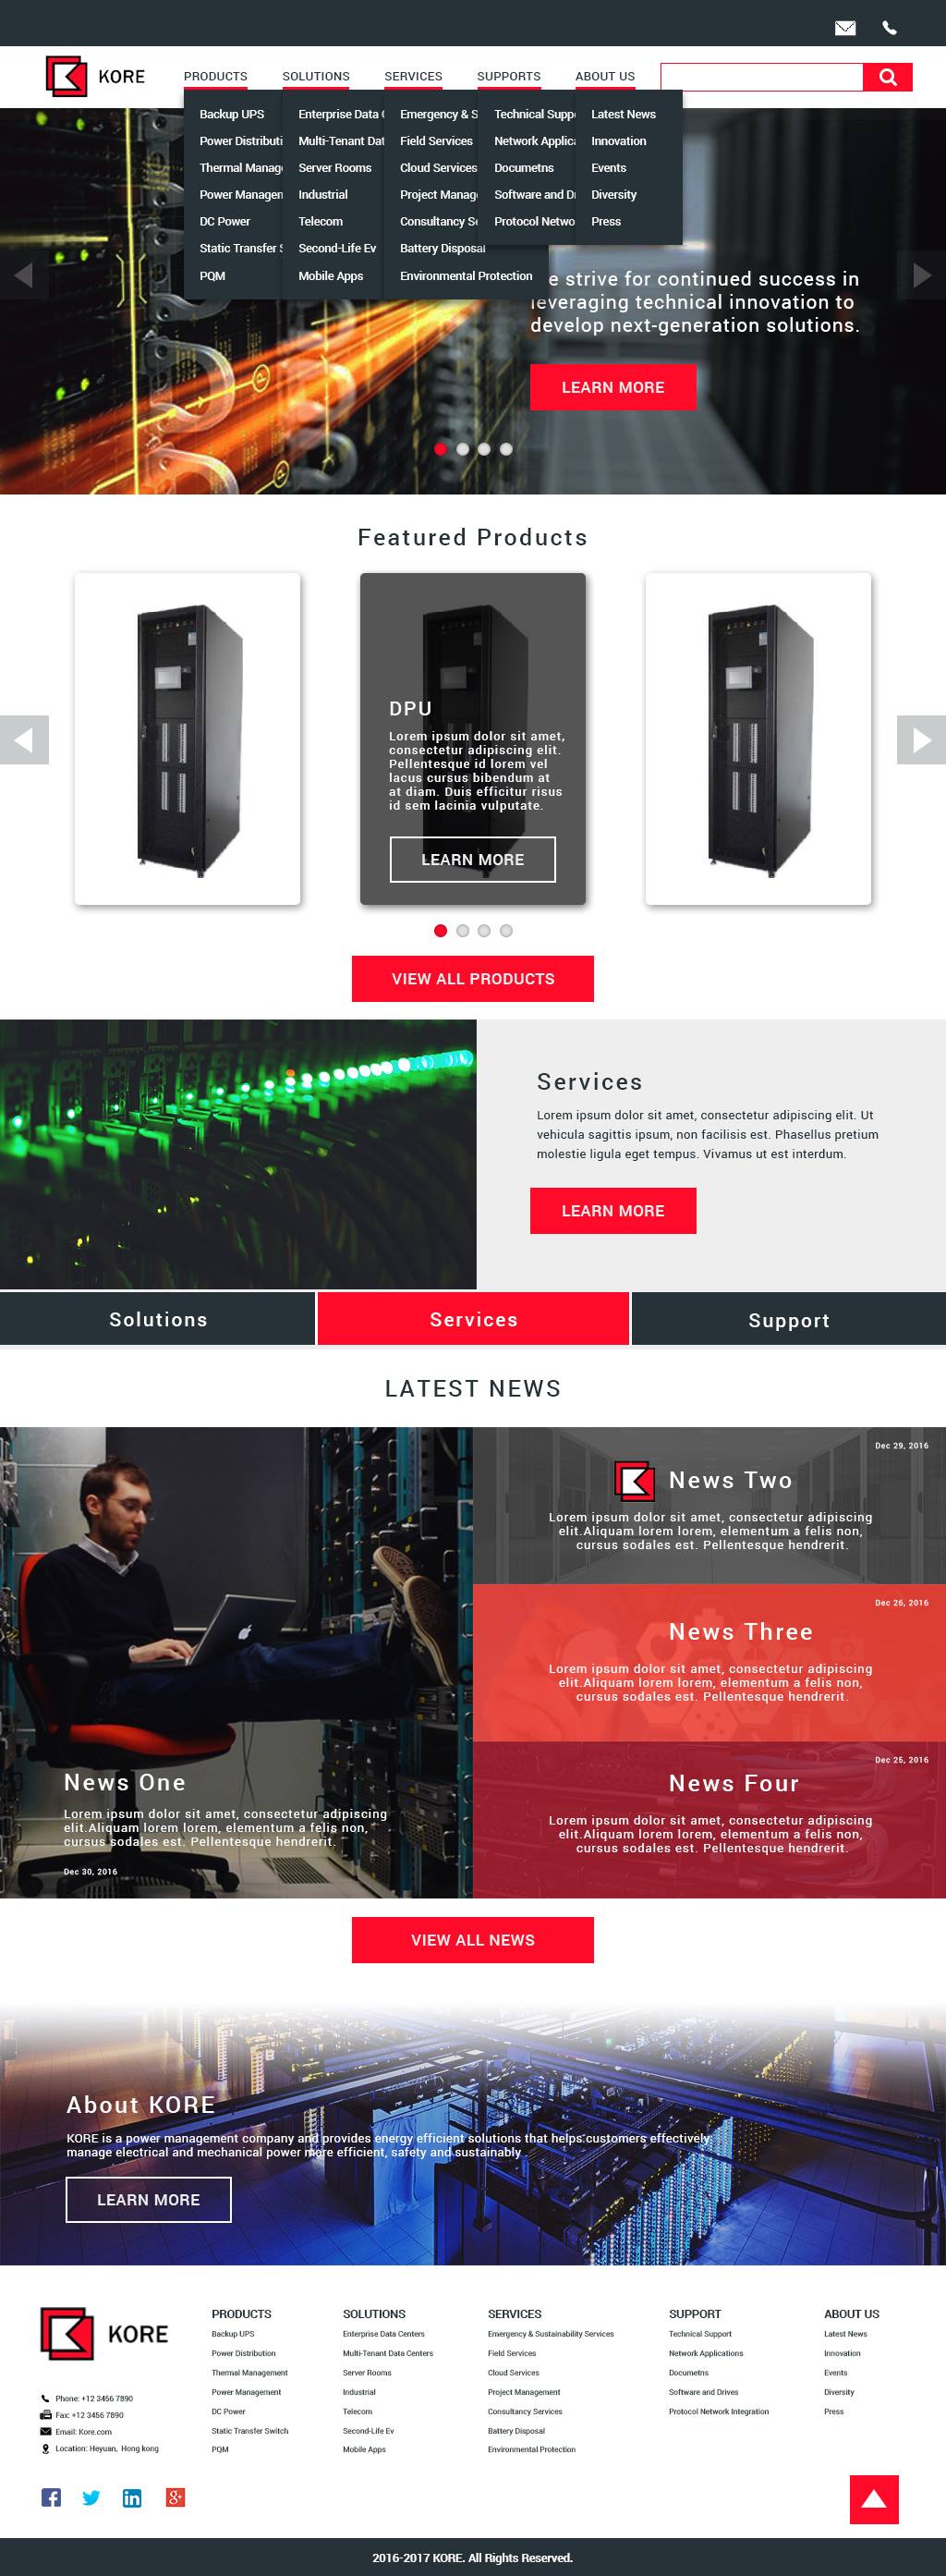 KORE
PRODUCTS SOLUTIONS SERVICES SUPPORTS ABOUT US
Backup UPS
Power Distributi
Thermal Manag
Power Managen
DC Power
Static Transfer S
PQM
Enterprise Data
Multi-Tenant Dat
Server Rooms
Industrial
Telecom
Second-Life Ev
Mobile Apps
Emergency & S
Field Services
Cloud Services
Project Manag
Consultancy Se
Battery Disposal
Environmental Protection
Technical Supp
Network Applica
Documetns
Software and Dr
Protocol Netwo
Latest News
Innovation
Events
Diversity
Press
e strive for continued success in
leveraging technical innovation to
develop next-generation solutions.
LEARN MORE
Featured Products
DPU
Lorem ipsum dolor sit amet,
consectetur adipiscing elit.
Pellentesque id lorem vel
lacus cursus bibendum at
at diam. Duis efficitur risus
id sem lacinia vulputate.
LEARN MORE
VIEW ALL PRODUCTS
Services
Lorem ipsum dolor sit amet, consectetur adipiscing elit. Ut
vehicula sagittis ipsum, non facilisis est. Phasellus pretium
molestie ligula eget tempus. Vivamus ut est interdum.
LEARN MORE
Solutions Services Support
LATEST NEWS
News One
Lorem ipsum dolor sit amet, consectetur adipiscing
elit.Aliquam lorem lorem, elementum a felis non,
cursus sodales est. Pellentesque hendrerit.
Dec 30, 2016
Dec 29, 2016
News Two
Lorem ipsum dolor sit amet, consectetur adipiscing
elit.Aliquam lorem lorem, elementum a felis non,
cursus sodales est. Pellentesque hendrerit.
Dec 26, 2016
News Three
Lorem ipsum dolor sit amet, consectetur adipiscing
elit.Aliquam lorem lorem, elementum a felis non,
cursus sodales est. Pellentesque hendrerit.
Dec 25, 2016
News Four
Lorem ipsum dolor sit amet, consectetur adipiscing
elit.Aliquam lorem lorem, elementum a felis non,
cursus sodales est. Pellentesque hendrerit.
VIEW ALL NEWS
About KORE
KORE is a power management company and provides energy efficient solutions that helps customers effectively
manage electrical and mechanical power more efficient, safety and sustainably
LEARN MORE
KORE
Phone: +12 3456 7890
Fax: +12 3456 7890
Email: Kore.com
Location: Heyuan, Hong kong
PRODUCTS
Backup UPS
Power Distribution
Thermal Management
Power Management
DC Power
Static Transfer Switch
PQM
SOLUTIONS
Enterprise Data Centers
Multi-Tenant Data Centers
Server Rooms
Industrial
Telecom
Second-Life Ev
Mobile Apps
SERVICES
Emergency & Sustainability Services
Field Services
Cloud Services
Project Management
Consultancy Services
Battery Disposal
Environmental Protection
SUPPORT
Technical Support
Network Applications
Documetns
Software and Drives
Protocol Network Integration
ABOUT US
Latest News
Innovation
Events
Diversity
Press
2016-2017 KORE. All Rights Reserved.